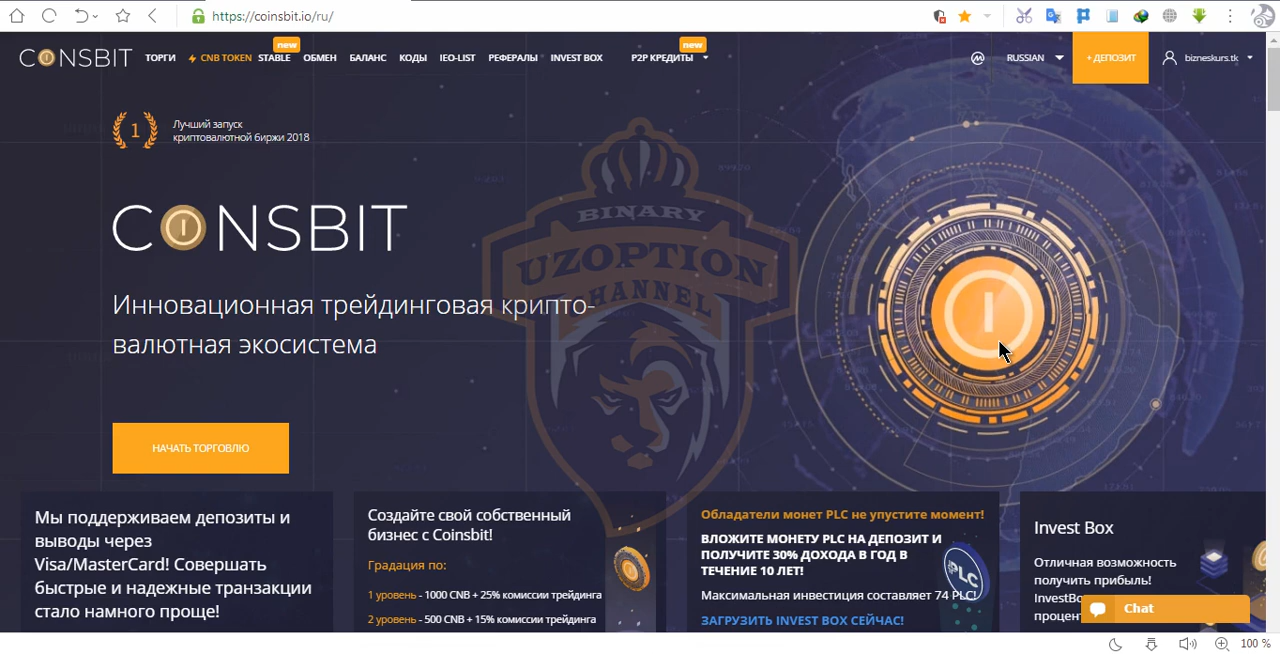 https://coinsbit.io/ru/
CONSBIT
ТОРГИ
CNB TOKEN
new
STABLE
ОБМЕН
БАЛАНС
КОДЫ
IEO-LIST
РЕФЕРАЛЫ
INVEST BOX
new
P2P КРЕДИТЫ
RUSSIAN
+ ДЕПОЗИТ
bizneskurs.tk
1
Лучший запуск
криптовалютной биржи 2018
CONSBIT
Инновационная трейдинговая крипто-
валютная экосистема
BINARY
UZOPTION
CHANNEL
НАЧАТЬ ТОРГОВЛЮ
Мы поддерживаем депозиты и
выводы через
Visa/MasterCard! Совершать
быстрые и надежные транзакции
стало намного проще!
Создайте свой собственный
бизнес с Coinsbit!
Градация по:
1 уровень - 1000 CNB + 25% комиссии трейдинга
2 уровень - 500 CNB + 15% комиссии трейдинга
Обладатели монет PLC не упустите момент!
ВЛОЖИТЕ МОНЕТУ PLC НА ДЕПОЗИТ И
ПОЛУЧИТЕ 30% ДОХОДА В ГОД В
ТЕЧЕНИЕ 10 ЛЕТ!
Максимальная инвестиция составляет 74 PLC!
ЗАГРУЗИТЬ INVEST BOX СЕЙЧАС!
PLC
Invest Box
Отличная возможность
получить прибыль!
InvestBo
процен
Chat
100 %